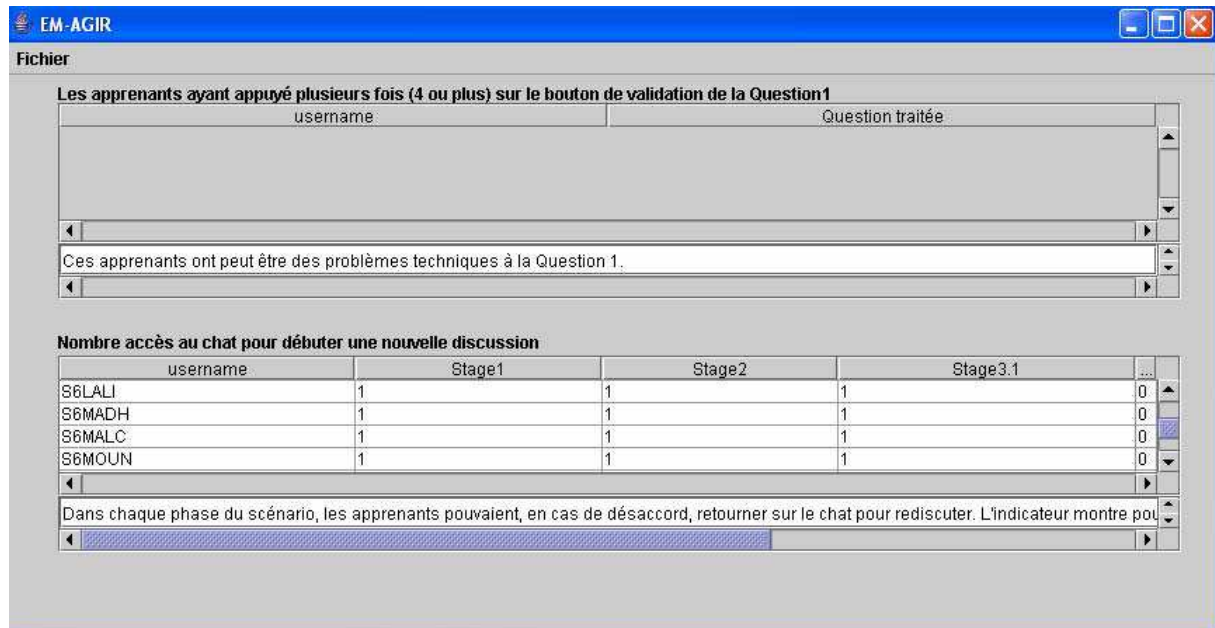 EM-AGIR
Fichier
Les apprenants ayant appuyé plusieurs fois (4 ou plus) sur le bouton de validation de la Question1
username Question traitée
Ces apprenants ont peut être des problèmes techniques à la Question 1.
Nombre accès au chat pour débuter une nouvelle discussion
username Stage1 Stage2 Stage3.1 ...
S6LALI 1 1 1 0
S6MADH 1 1 1 0
S6MALC 1 1 1 0
S6MOUN 1 1 1 0
Dans chaque phase du scénario, les apprenants pouvaient, en cas de désaccord, retourner sur le chat pour rediscuter. L'indicateur montre pou